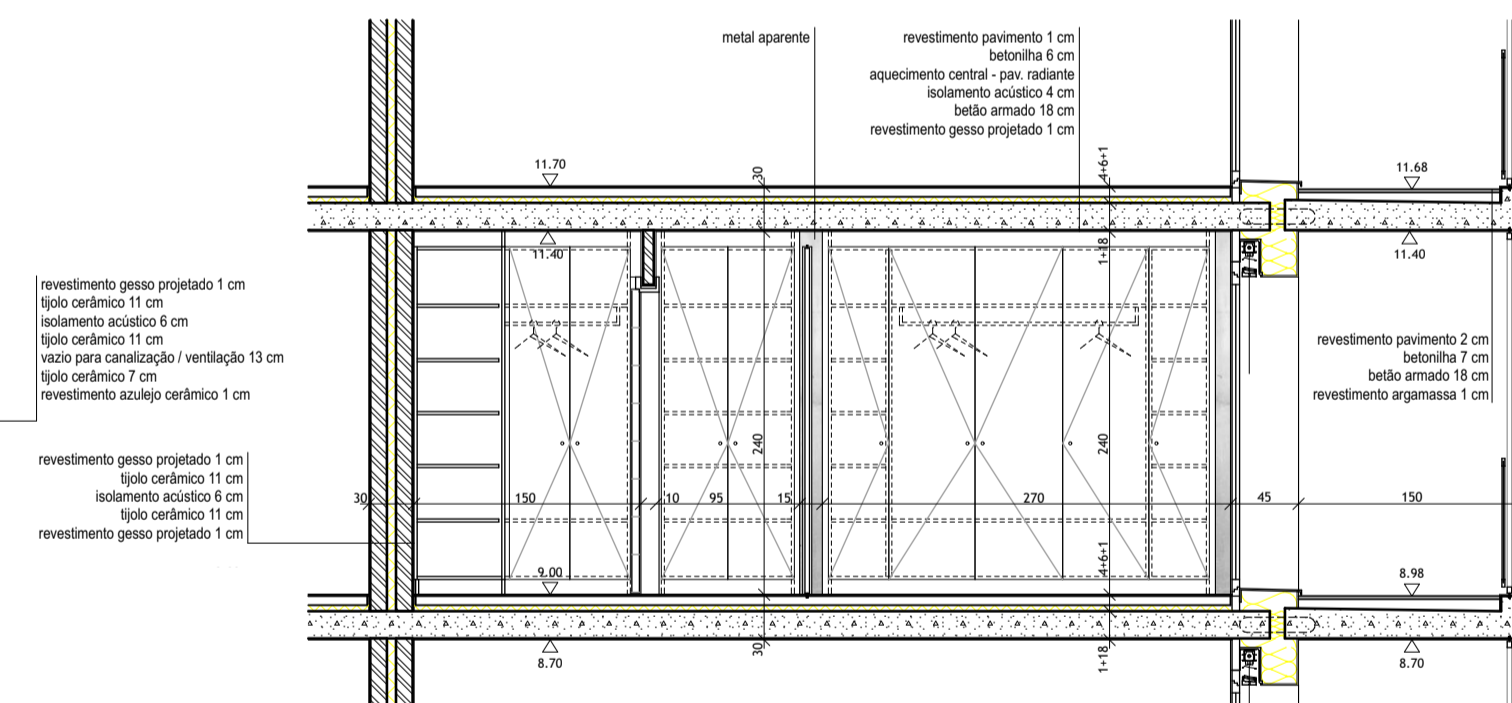 metal aparente
revestimento pavimento 1 cm
betonilha 6 cm
aquecimento central - pav. radiante
isolamento acústico 4 cm
betão armado 18 cm
revestimento gesso projetado 1 cm
11.70
30
4+6+1
11.68
11.40
1+18
11.40
revestimento gesso projetado 1 cm
tijolo cerâmico 11 cm
isolamento acústico 6 cm
tijolo cerâmico 11 cm
vazio para canalização / ventilação 13 cm
tijolo cerâmico 7 cm
revestimento azulejo cerâmico 1 cm
revestimento pavimento 2 cm
betonilha 7 cm
betão armado 18 cm
revestimento argamassa 1 cm
240
240
revestimento gesso projetado 1 cm
tijolo cerâmico 11 cm
isolamento acústico 6 cm
tijolo cerâmico 11 cm
revestimento gesso projetado 1 cm
30
150
10
95
15
270
45
150
9.00
4+6+1
8.98
8.70
30
1+18
8.70